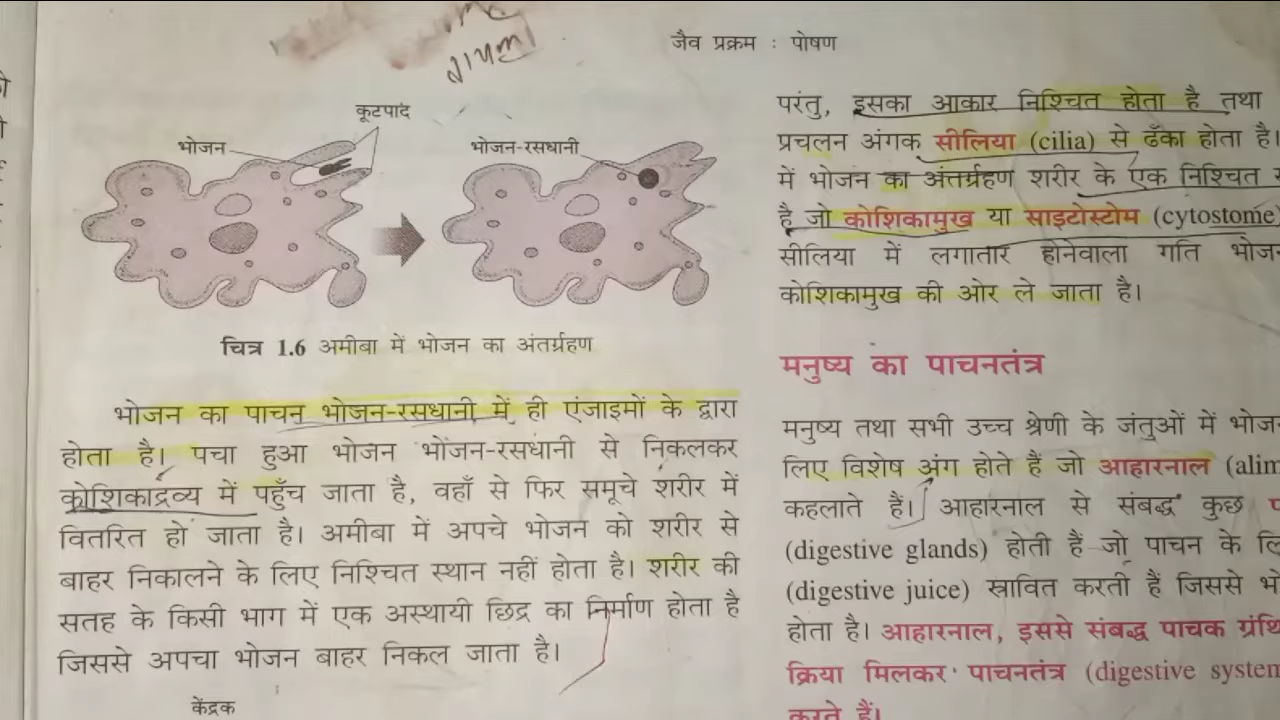 जैव प्रक्रम : पोषण
कूटपाद
भोजन
भोजन-रसधानी
चित्र 1.6 अमीबा में भोजन का अंतर्ग्रहण
भोजन का पाचन भोजन-रसधानी में ही एंजाइमों के द्वारा
होता है। पचा हुआ भोजन भोजन-रसधानी से निकलकर
कोशिकाद्रव्य में पहुँच जाता है, वहाँ से फिर समूचे शरीर में
वितरित हो जाता है। अमीबा में अपचे भोजन को शरीर से
बाहर निकालने के लिए निश्चित स्थान नहीं होता है। शरीर की
सतह के किसी भाग में एक अस्थायी छिद्र का निर्माण होता है
जिससे अपचा भोजन बाहर निकल जाता है।
केंद्रक
परंतु, इसका आकार निश्चित होता है तथा
प्रचलन अंगक सीलिया (cilia) से ढँका होता है।
में भोजन का अंतर्ग्रहण शरीर के एक निश्चित
है जो कोशिकामुख या साइटोस्टोम (cytostome)
सीलिया में लगातार होनेवाला गति भोजन
कोशिकामुख की ओर ले जाता है।
मनुष्य का पाचनतंत्र
मनुष्य तथा सभी उच्च श्रेणी के जंतुओं में भोजन
लिए विशेष अंग होते हैं जो आहारनाल (alim
कहलाते हैं। आहारनाल से संबद्ध कुछ
(digestive glands) होती हैं जो पाचन के
(digestive juice) स्रावित करती हैं जिससे
होता है। आहारनाल, इससे संबद्ध पाचक ग्रंथि
क्रिया मिलकर पाचनतंत्र (digestive system
करते हैं।